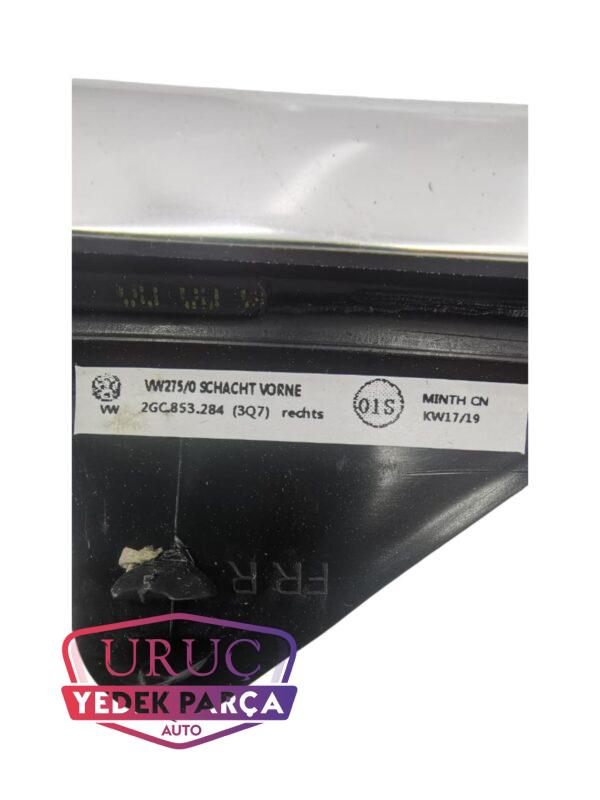 VW275/0 SCHACHT VORNE
VW 2GC.853.284 (3Q7) rechts
01S
MINTH CN
KW17/19
FR R
URUÇ
YEDEK PARÇA
AUTO